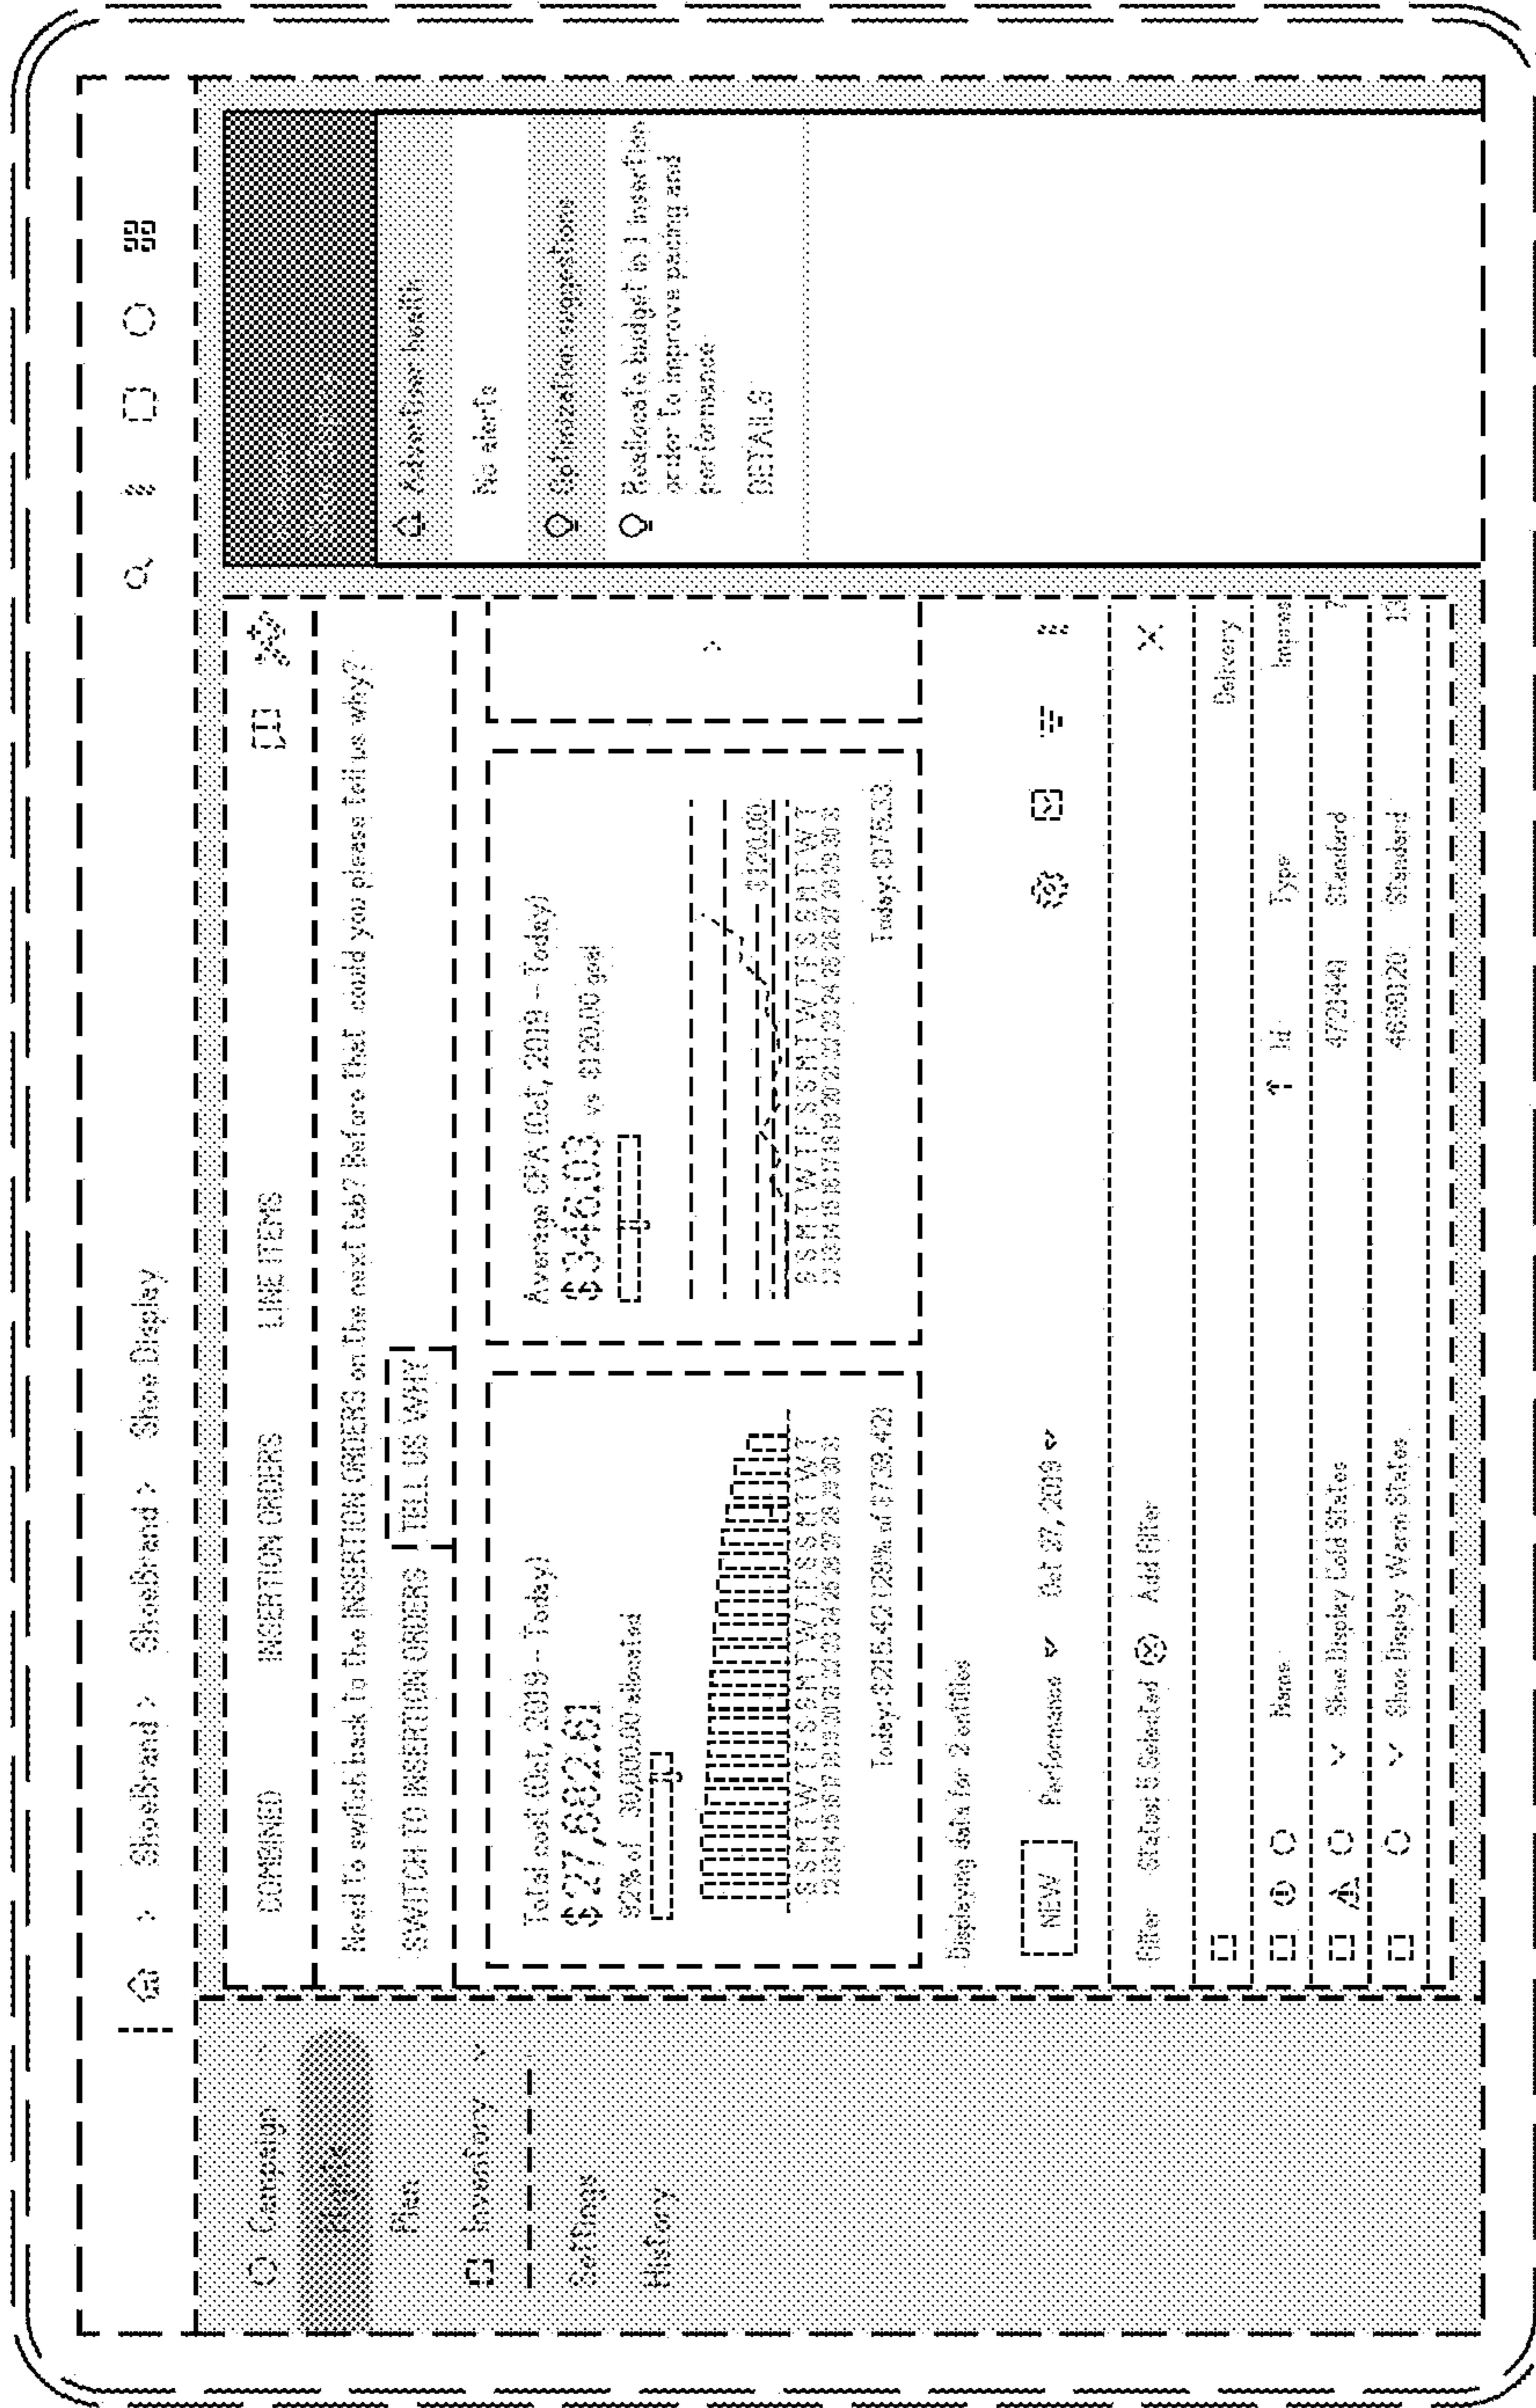 > ShoeBrand > ShoeBrand > Shoe Display
Campaign
Plan
Inventory
Settings
History
COMBINED INSERTION ORDERS LINE ITEMS
Need to switch back to the INSERTION ORDERS on the next tab? Before that could you please tell us why?
SWITCH TO INSERTION ORDERS TELL US WHY
Total cost (Oct, 2019 – Today)
$27,682.61
92% of 30,000.00 allocated
S S M T W T F S S M T W T F S S M T W T
Today: $215.42 (29% of $739.42)
Average CPA (Oct, 2019 – Today)
$346.03 vs $120.00 goal
$120.00
S S M T W T F S S M T W T F S S M T W T
Today: $175.33
>
Displaying data for 2 entities
NEW Performance Oct 27, 2019
Filter Status: 5 Selected Add filter
Delivery
Name Id Type Impres
Shoe Display Cold States Standard 7
Shoe Display Warm States Standard 13
Advertiser health
No alerts
Optimization suggestions
Reallocate budget in 1 insertion
order to improve pacing and
performance
DETAILS